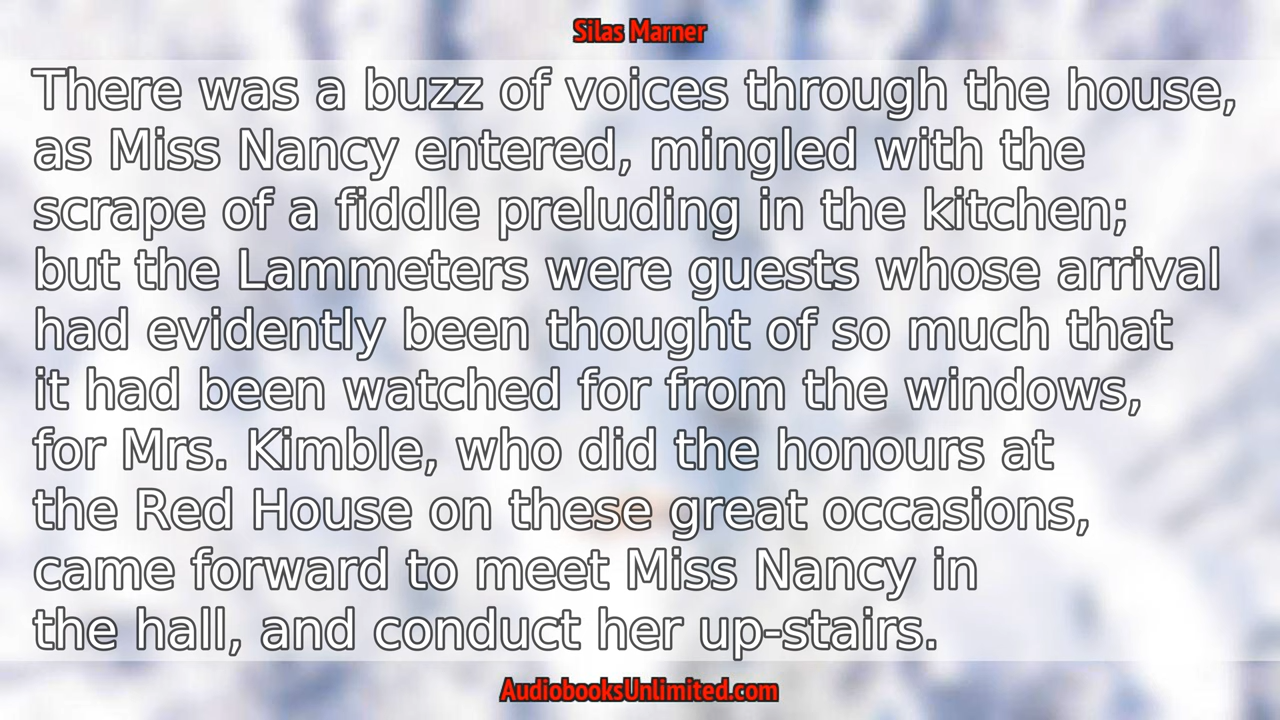 Silas Marner
There was a buzz of voices through the house,
as Miss Nancy entered, mingled with the
scrape of a fiddle preluding in the kitchen;
but the Lammeters were guests whose arrival
had evidently been thought of so much that
it had been watched for from the windows,
for Mrs. Kimble, who did the honours at
the Red House on these great occasions,
came forward to meet Miss Nancy in
the hall, and conduct her up-stairs.
AudiobooksUnlimited.com